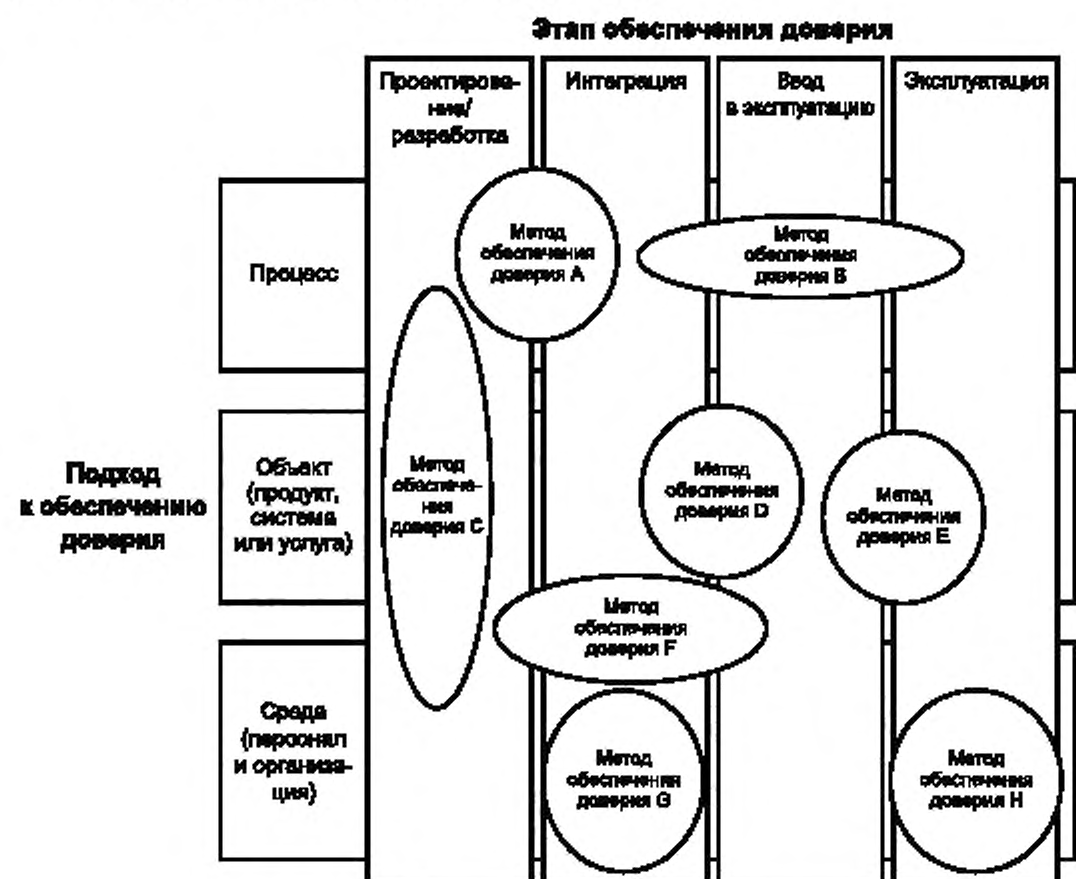 Этап обеспечения доверия
Проектирова-
ние/
разработка
Интеграция
Ввод
в эксплуатацию
Эксплуатация
Процесс
Метод
обеспечения
доверия A
Метод
обеспечения
доверия B
Подход
к обеспечению
доверия
Объект
(продукт,
система
или услуга)
Метод
обеспече-
ния
доверия C
Метод
обеспечения
доверия D
Метод
обеспечения
доверия E
Метод
обеспечения
доверия F
Среда
(персонал
и организа-
ция)
Метод
обеспечения
доверия G
Метод
обеспечения
доверия H